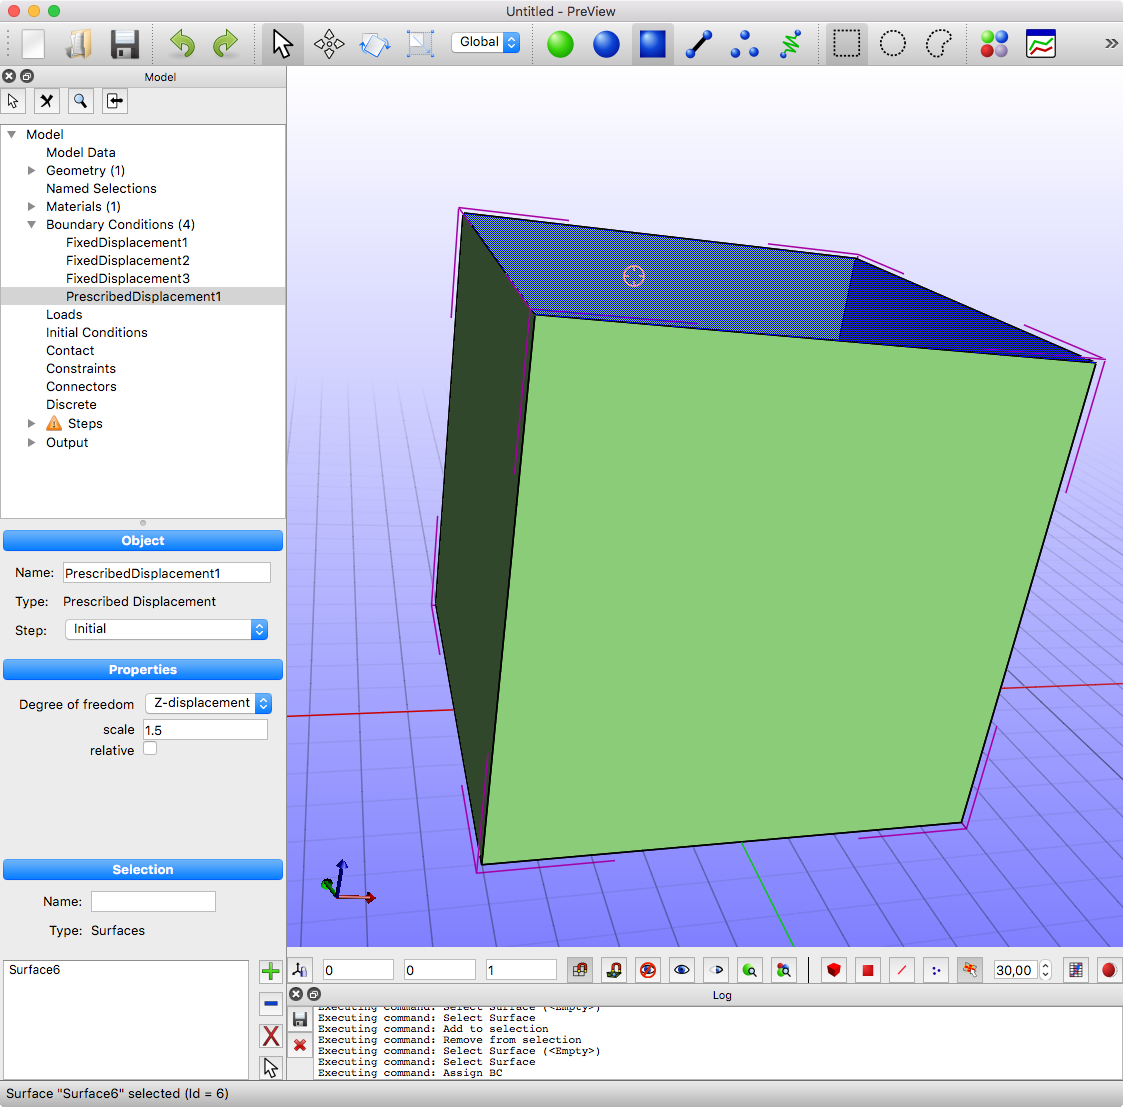 Untitled - PreView
Global
»
Model
Model
Model Data
Geometry (1)
Named Selections
Materials (1)
Boundary Conditions (4)
FixedDisplacement1
FixedDisplacement2
FixedDisplacement3
PrescribedDisplacement1
Loads
Initial Conditions
Contact
Constraints
Connectors
Discrete
Steps
Output
Object
Name: PrescribedDisplacement1
Type: Prescribed Displacement
Step: Initial
Properties
Degree of freedom Z-displacement
scale 1.5
relative
Selection
Name:
Type: Surfaces
Surface6
0 0 1 30,00
Log
Executing command: Select Surface (<Empty>)
Executing command: Select Surface
Executing command: Add to selection
Executing command: Remove from selection
Executing command: Select Surface (<Empty>)
Executing command: Select Surface
Executing command: Assign BC
Surface "Surface6" selected (Id = 6)